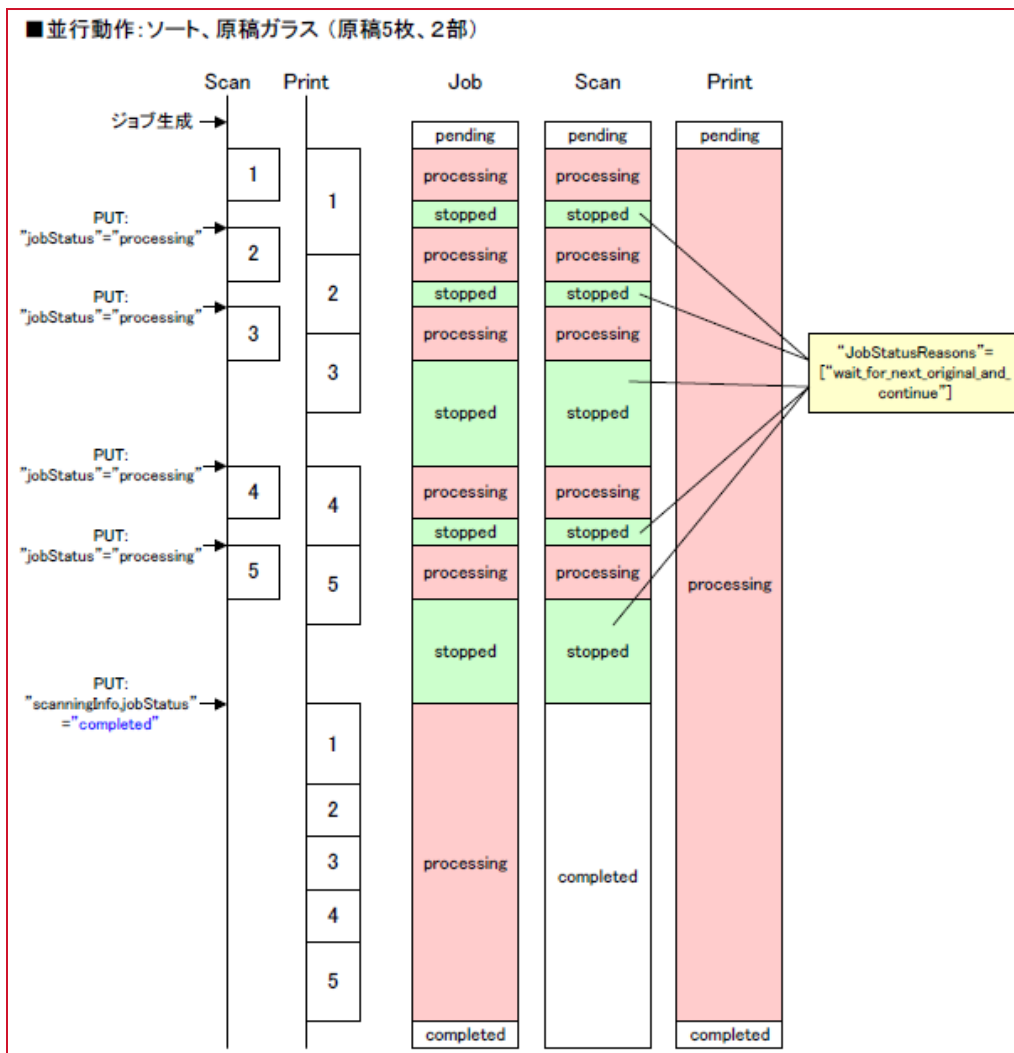 ■並行動作:ソート、原稿ガラス（原稿5枚、2部）
Scan Print Job Scan Print
ジョブ生成
pending pending pending
1 processing processing
1
stopped stopped
PUT:
"jobStatus"="processing"
2 processing processing
2
stopped stopped
PUT:
"jobStatus"="processing"
3 processing processing
3
"JobStatusReasons"=
["wait_for_next_original_and_
continue"]
stopped stopped
PUT:
"jobStatus"="processing"
4 processing processing
4
stopped stopped
PUT:
"jobStatus"="processing"
5 processing processing
5
processing
stopped stopped
PUT:
"scanningInfo,jobStatus"
="completed"
1
2
3
processing
completed
4
5
completed completed